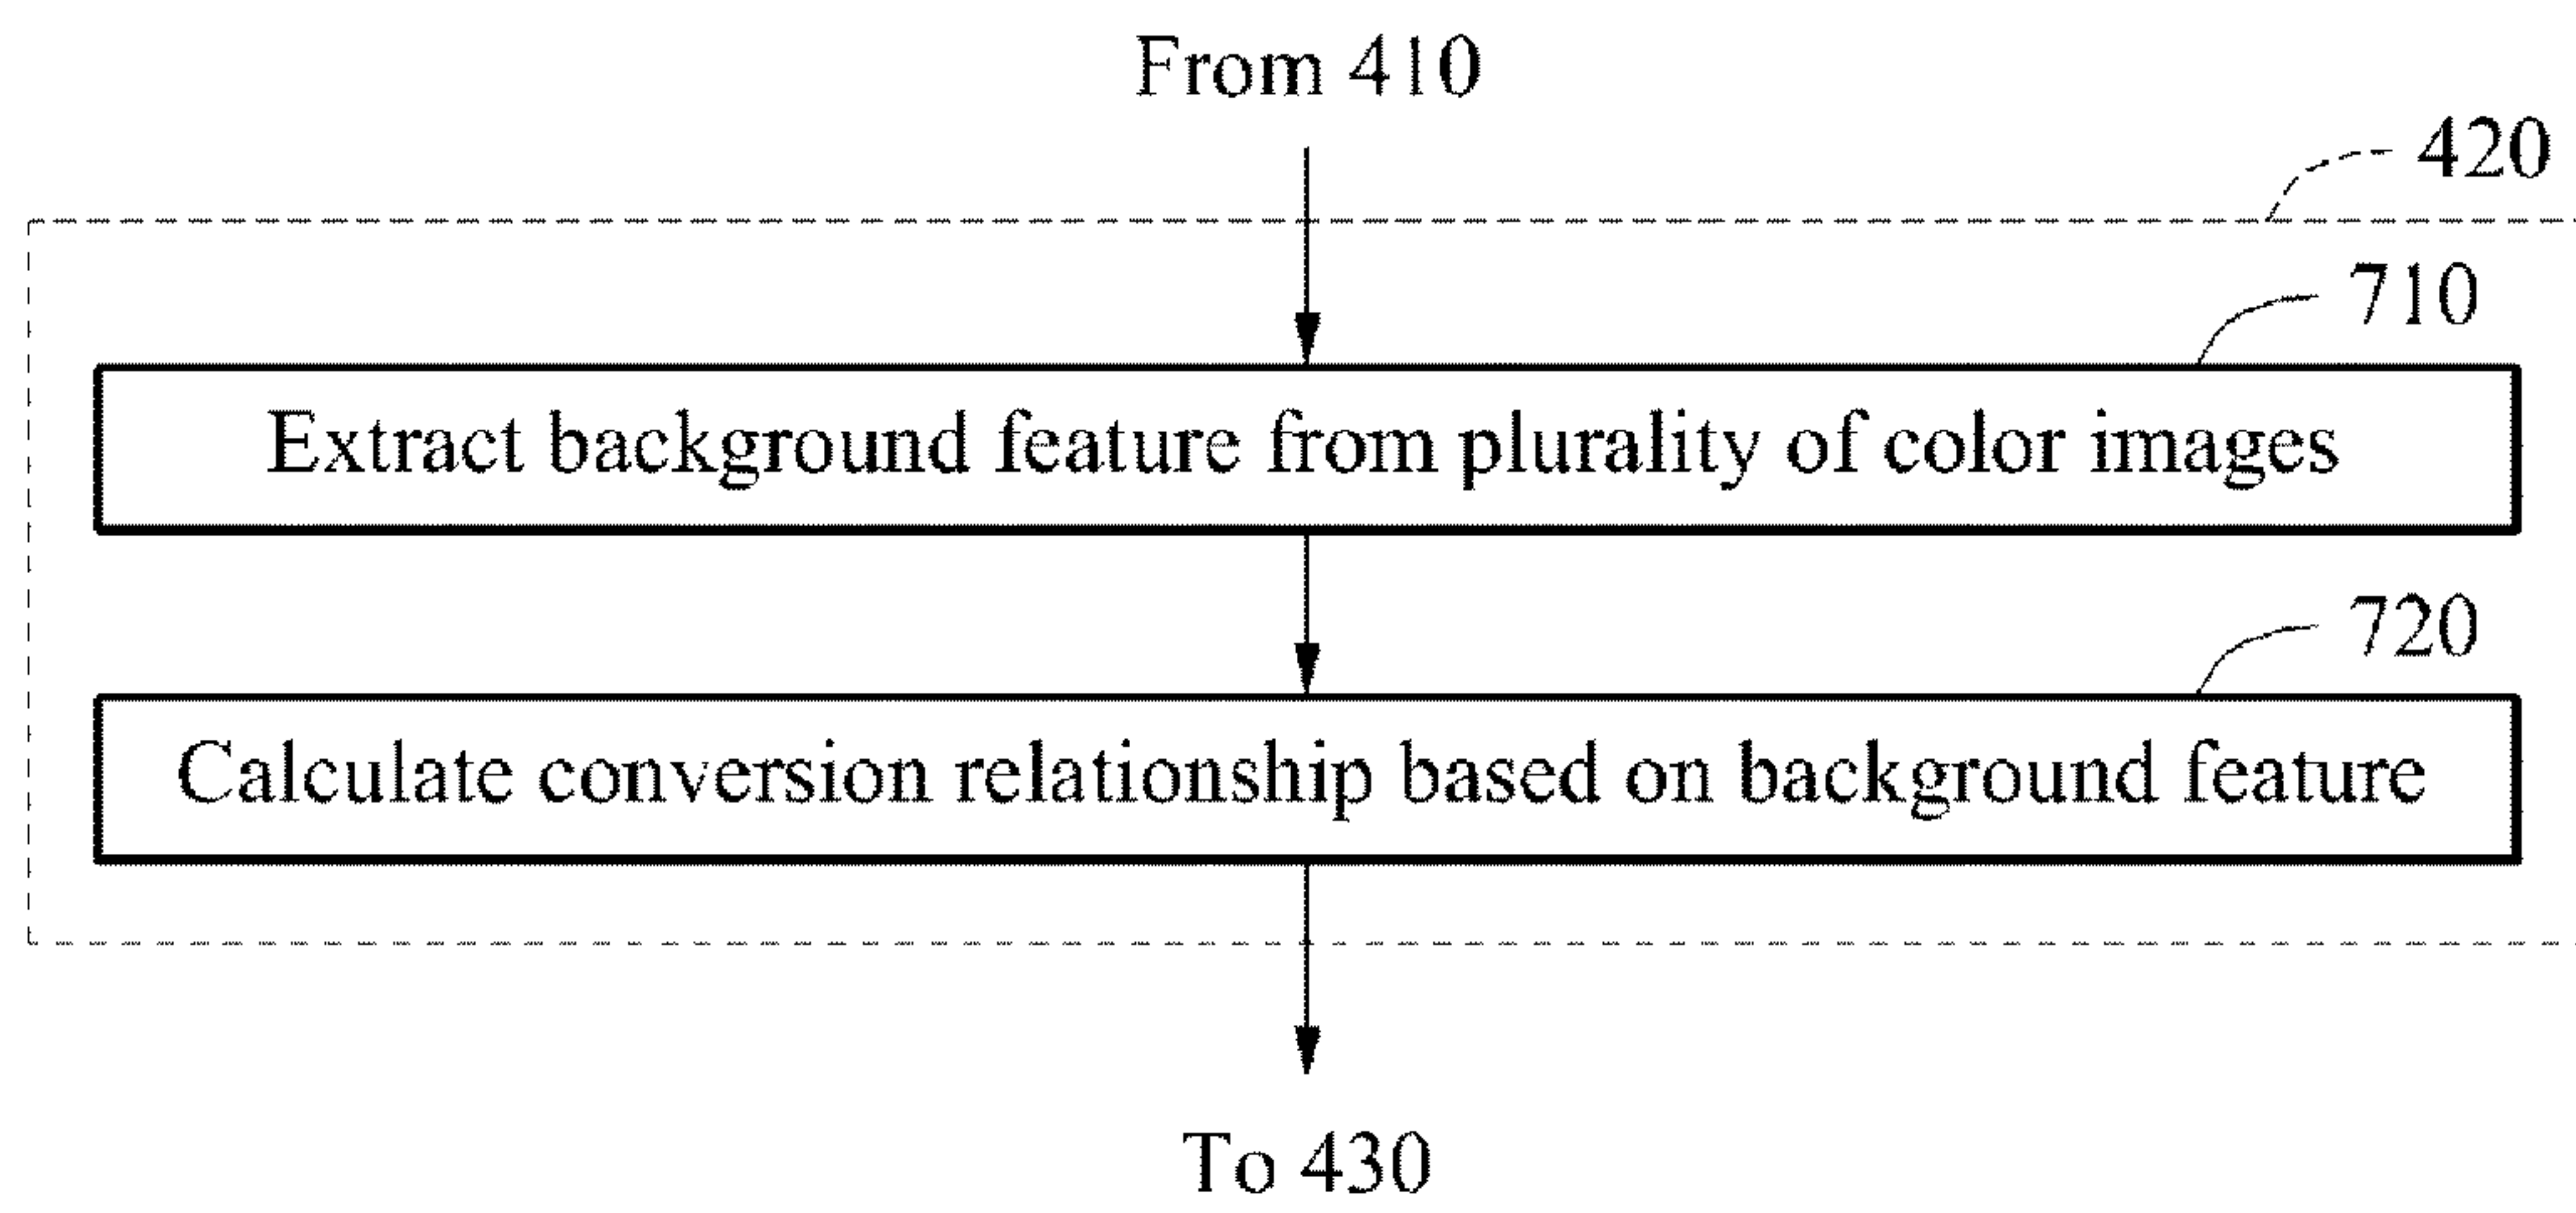 From 410
420
710
Extract background feature from plurality of color images
720
Calculate conversion relationship based on background feature
To 430